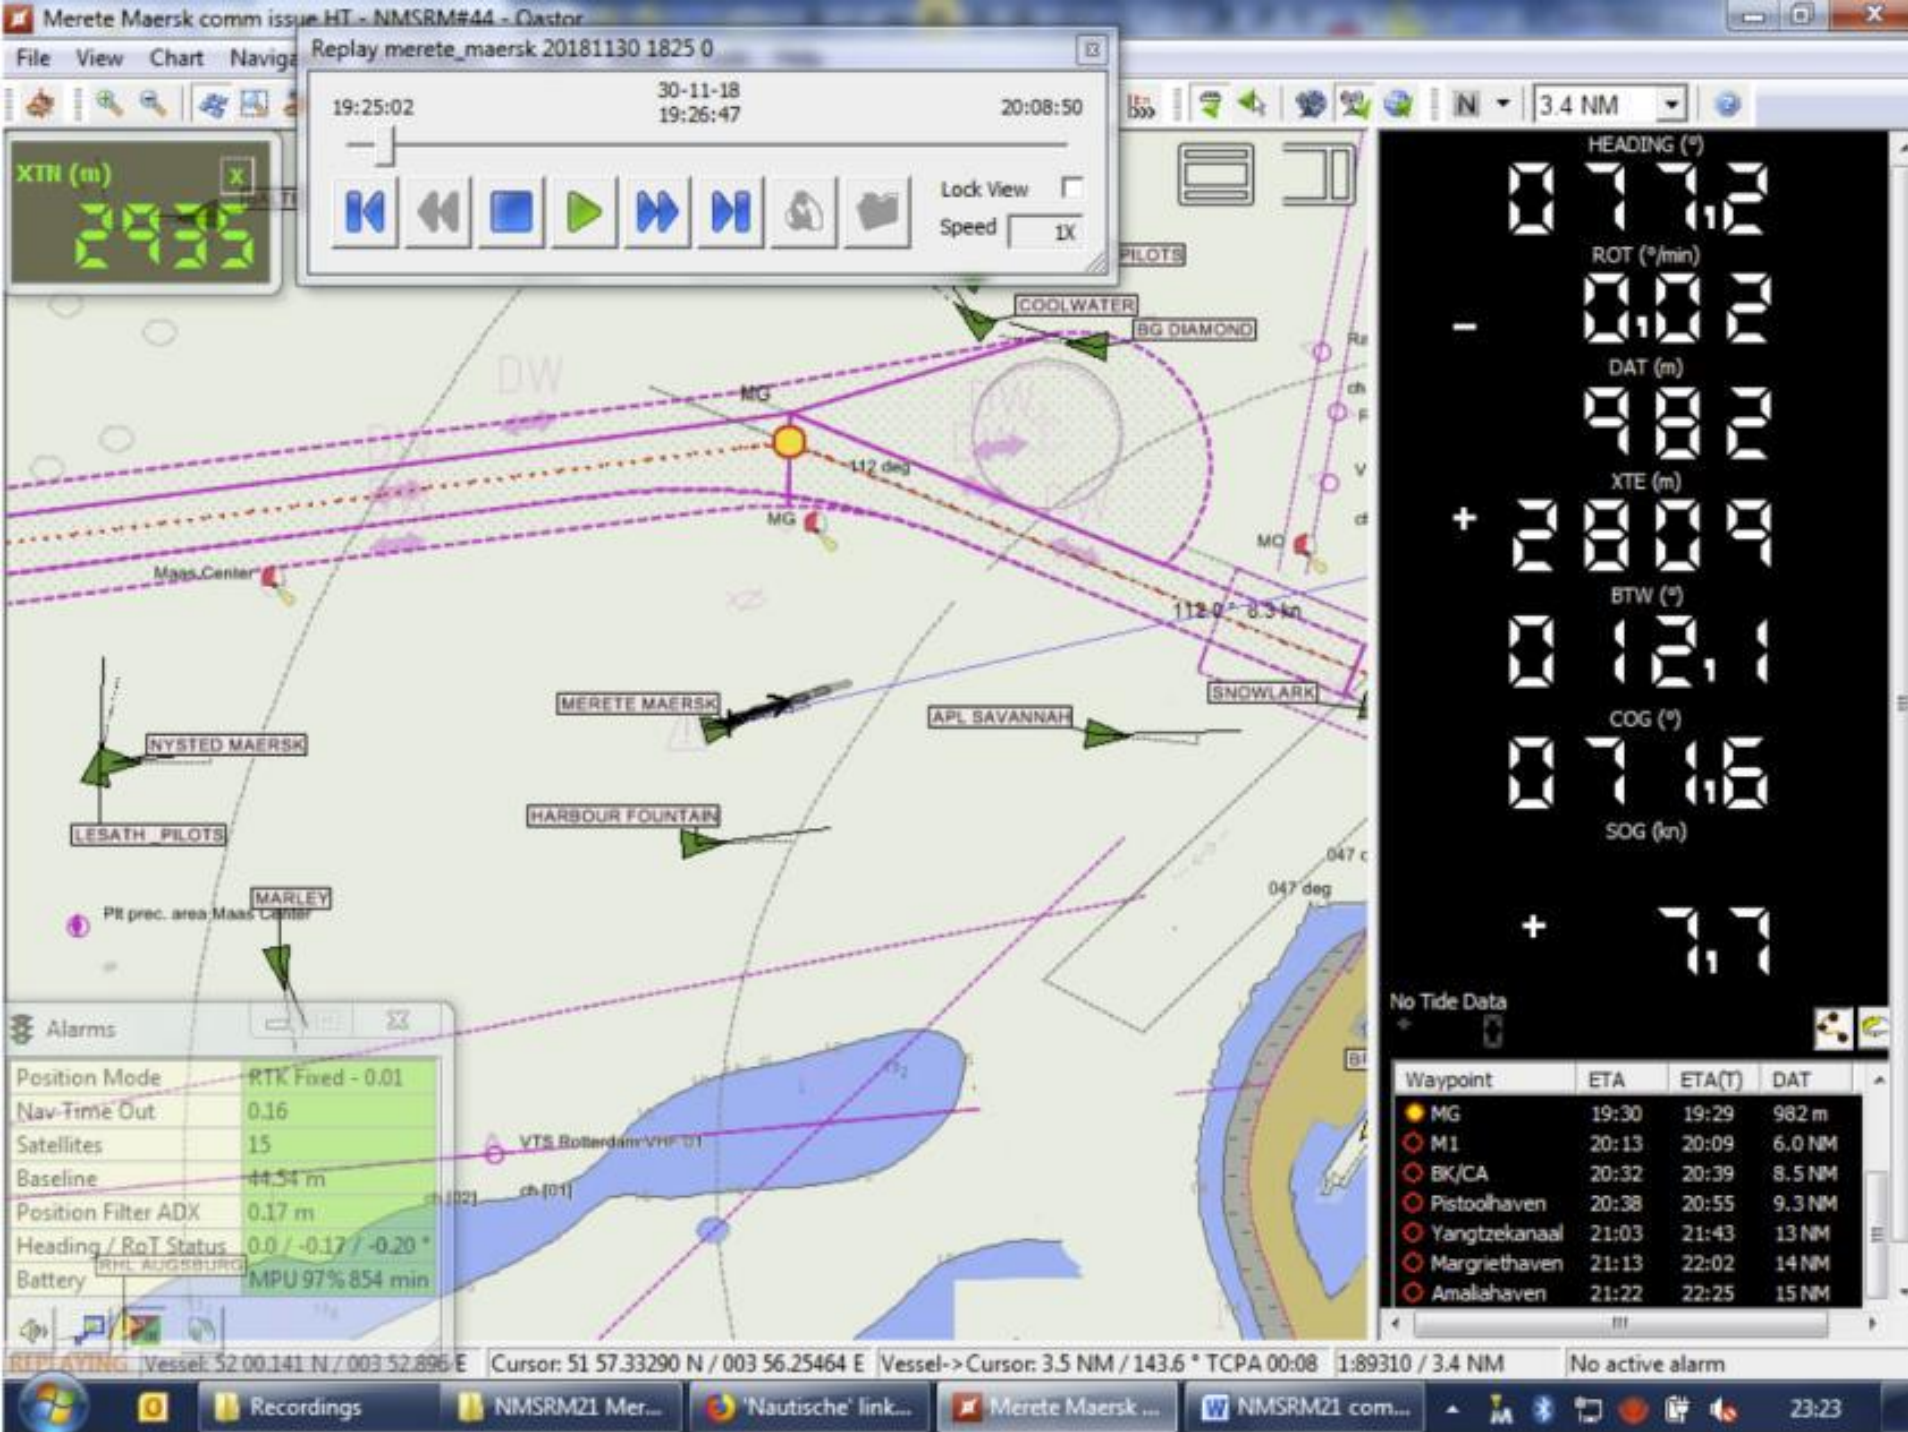 Merete Maersk comm issue HT - NMSRM#44 - Qastor
File View Chart Naviga
Replay merete_maersk 20181130 1825 0
19:25:02
30-11-18
19:26:47
20:08:50
Lock View
Speed 1X
N
3.4 NM
XTN (m)
X
2935
PILOTS
COOLWATER
BG DIAMOND
DW
MG
DW
112 deg
DW
MG
MO
Maas Center
112.0 ° 8.3 kn
SNOWLARK
MERETE MAERSK
APL SAVANNAH
NYSTED MAERSK
HARBOUR FOUNTAIN
LESATH_PILOTS
047 deg
MARLEY
Plt prec. area Maas Center
VTS Rotterdam VHF 01
ch [02]
ch [01]
RHL AUGSBURG
Alarms
Position Mode RTK Fixed - 0.01
Nav Time Out 0.16
Satellites 15
Baseline 44.54 m
Position Filter ADX 0.17 m
Heading / RoT Status 0.0 / -0.17 / -0.20 °
Battery MPU 97% 854 min
HEADING (°)
077,2
ROT (°/min)
- 0,02
DAT (m)
982
XTE (m)
+ 2809
BTW (°)
012,1
COG (°)
071,6
SOG (kn)
+ 7,7
No Tide Data
+ 0
Waypoint ETA ETA(T) DAT
MG 19:30 19:29 982 m
M1 20:13 20:09 6.0 NM
BK/CA 20:32 20:39 8.5 NM
Pistoolhaven 20:38 20:55 9.3 NM
Yangtzekanaal 21:03 21:43 13 NM
Margriethaven 21:13 22:02 14 NM
Amaliahaven 21:22 22:25 15 NM
REPLAYING Vessel: 52 00.141 N / 003 52.896 E Cursor: 51 57.33290 N / 003 56.25464 E Vessel->Cursor: 3.5 NM / 143.6 ° TCPA 00:08 1:89310 / 3.4 NM No active alarm
Recordings NMSRM21 Mer... 'Nautische' link... Merete Maersk ... NMSRM21 com... 23:23